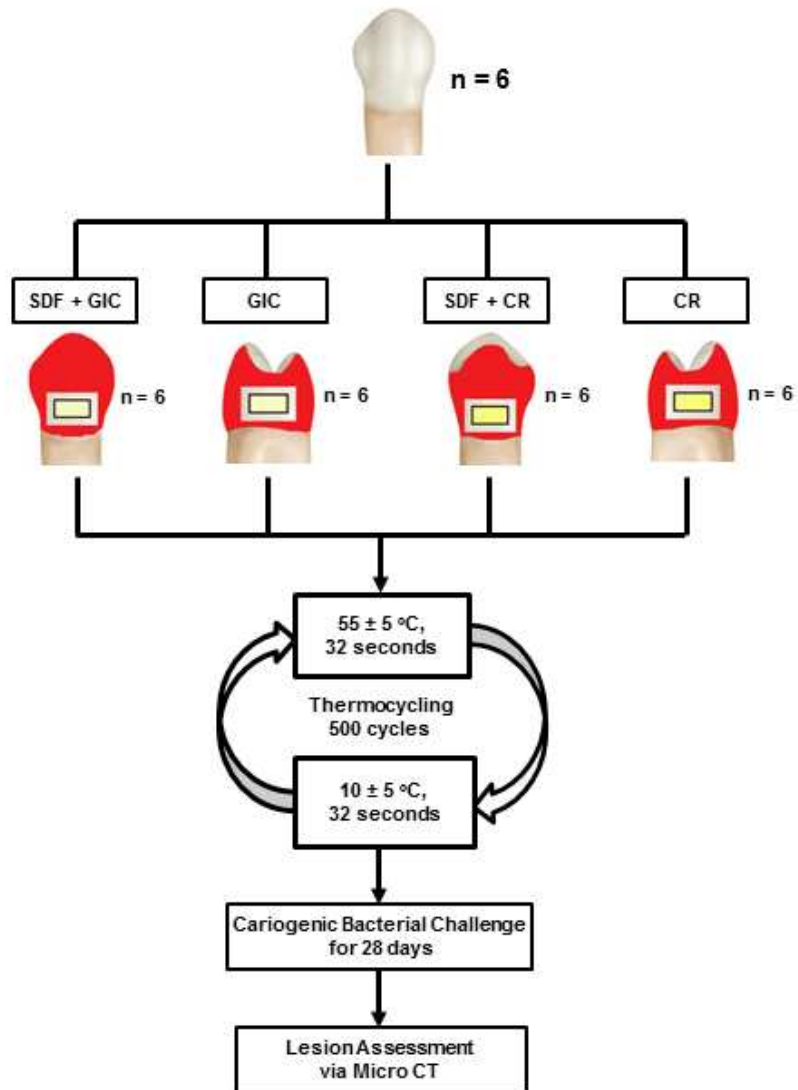 n = 6
SDF + GIC
GIC
SDF + CR
CR
n = 6
n = 6
n = 6
n = 6
55 ± 5 °C,
32 seconds
Thermocycling
500 cycles
10 ± 5 °C,
32 seconds
Cariogenic Bacterial Challenge
for 28 days
Lesion Assessment
via Micro CT